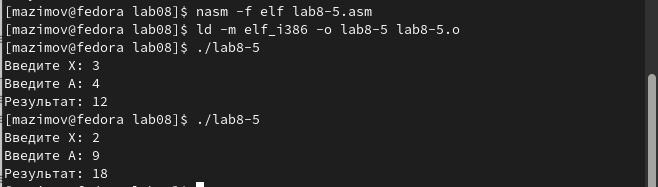 [mazimov@fedora lab08]$ nasm -f elf lab8-5.asm
[mazimov@fedora lab08]$ ld -m elf_i386 -o lab8-5 lab8-5.o
[mazimov@fedora lab08]$ ./lab8-5
Введите X: 3
Введите A: 4
Результат: 12
[mazimov@fedora lab08]$ ./lab8-5
Введите X: 2
Введите A: 9
Результат: 18